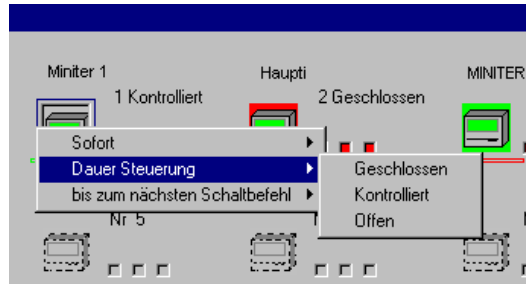 Miniter 1
Haupti
MINITER
1 Kontrolliert
2 Geschlossen
Sofort
Dauer Steuerung
bis zum nächsten Schaltbefehl
Geschlossen
Kontrolliert
Offen
Nr 5